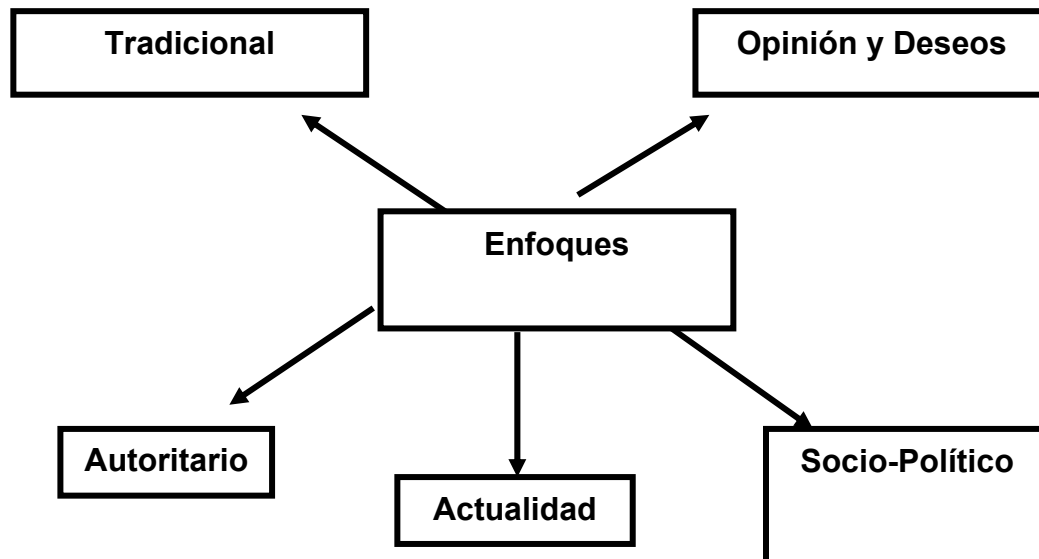 Tradicional
Opinión y Deseos
Enfoques
Autoritario
Actualidad
Socio-Político